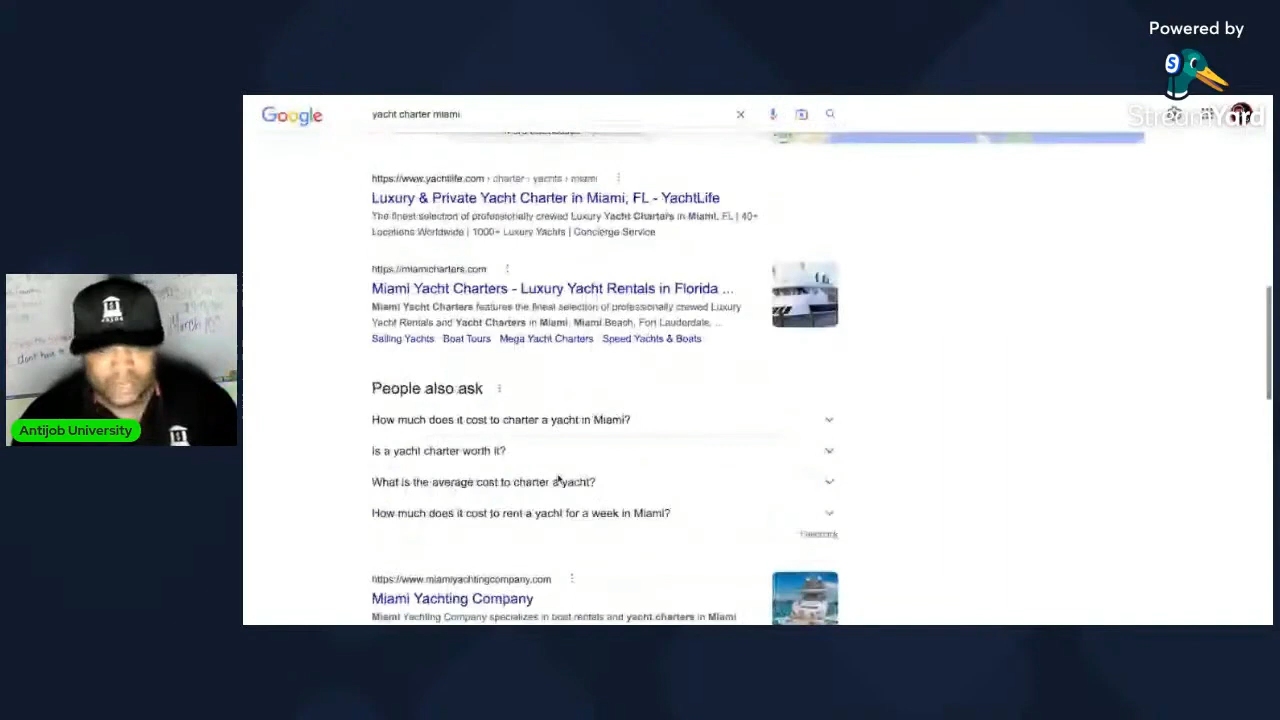 Powered by
StreamYard
Google
yacht charter miami
https://www.yachtlife.com › charter › yachts › miami
Luxury & Private Yacht Charter in Miami, FL - YachtLife
The finest selection of professionally crewed Luxury Yacht Charters in Miami, FL | 40+
Locations Worldwide | 1000+ Luxury Yachts | Concierge Service
https://miamicharters.com
Miami Yacht Charters - Luxury Yacht Rentals in Florida ...
Miami Yacht Charters features the finest selection of professionally crewed Luxury
Yacht Rentals and Yacht Charters in Miami, Miami Beach, Fort Lauderdale, ...
Sailing Yachts Boat Tours Mega Yacht Charters Speed Yachts & Boats
People also ask
How much does it cost to charter a yacht in Miami?
Is a yacht charter worth it?
What is the average cost to charter a yacht?
How much does it cost to rent a yacht for a week in Miami?
Feedback
https://www.miamiyachtingcompany.com
Miami Yachting Company
Miami Yachting Company specializes in boat rentals and yacht charters in Miami
March
dont
Antijob University